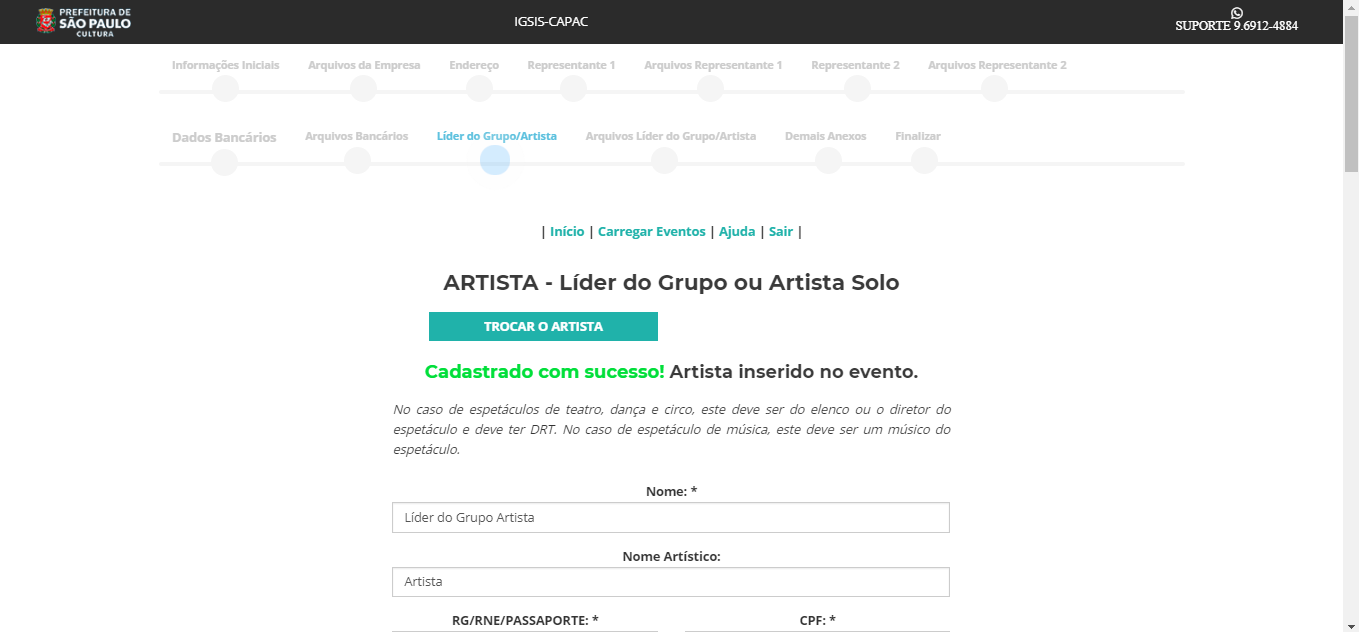 PREFEITURA DE
SÃO PAULO
CULTURA
IGSIS-CAPAC
SUPORTE 9.6912-4884
Informações Iniciais Arquivos da Empresa Endereço Representante 1 Arquivos Representante 1 Representante 2 Arquivos Representante 2
Dados Bancários Arquivos Bancários Líder do Grupo/Artista Arquivos Líder do Grupo/Artista Demais Anexos Finalizar
| Início | Carregar Eventos | Ajuda | Sair |
ARTISTA - Líder do Grupo ou Artista Solo
TROCAR O ARTISTA
Cadastrado com sucesso! Artista inserido no evento.
No caso de espetáculos de teatro, dança e circo, este deve ser do elenco ou o diretor do
espetáculo e deve ter DRT. No caso de espetáculo de música, este deve ser um músico do
espetáculo.
Nome: *
Líder do Grupo Artista
Nome Artístico:
Artista
RG/RNE/PASSAPORTE: * CPF: *